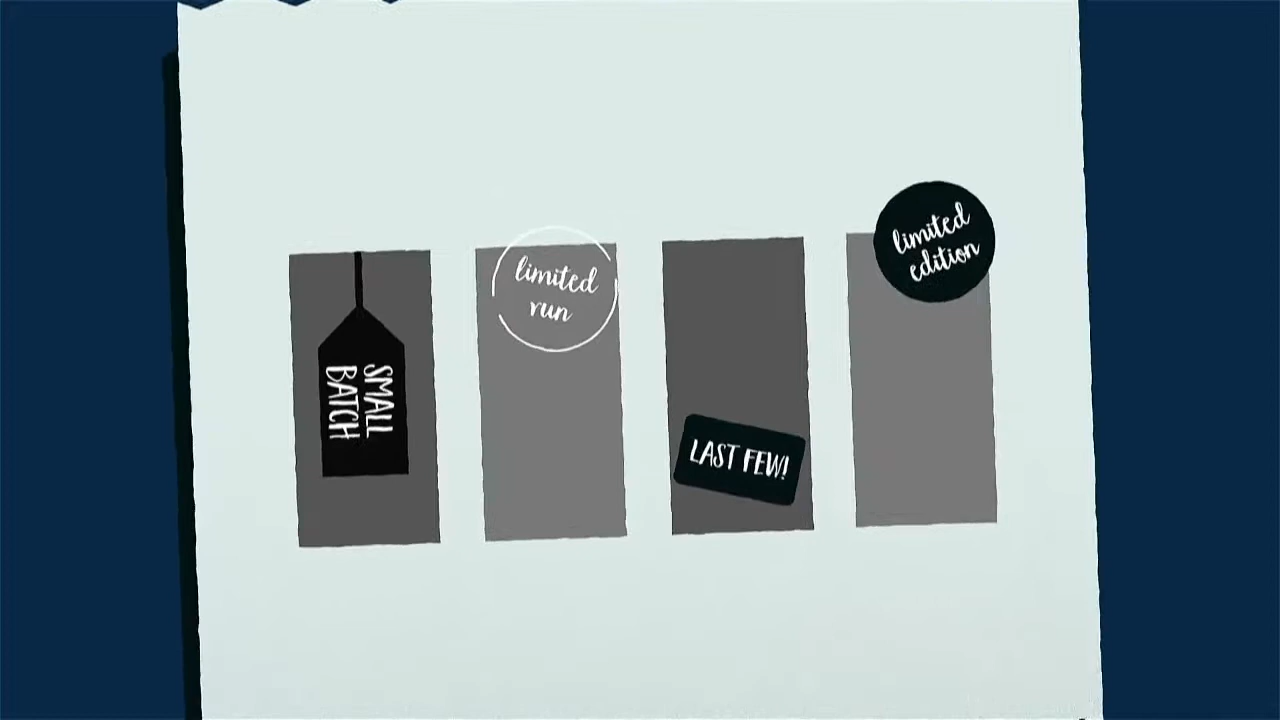 SMALL
BATCH
limited
run
LAST FEW!
limited
edition